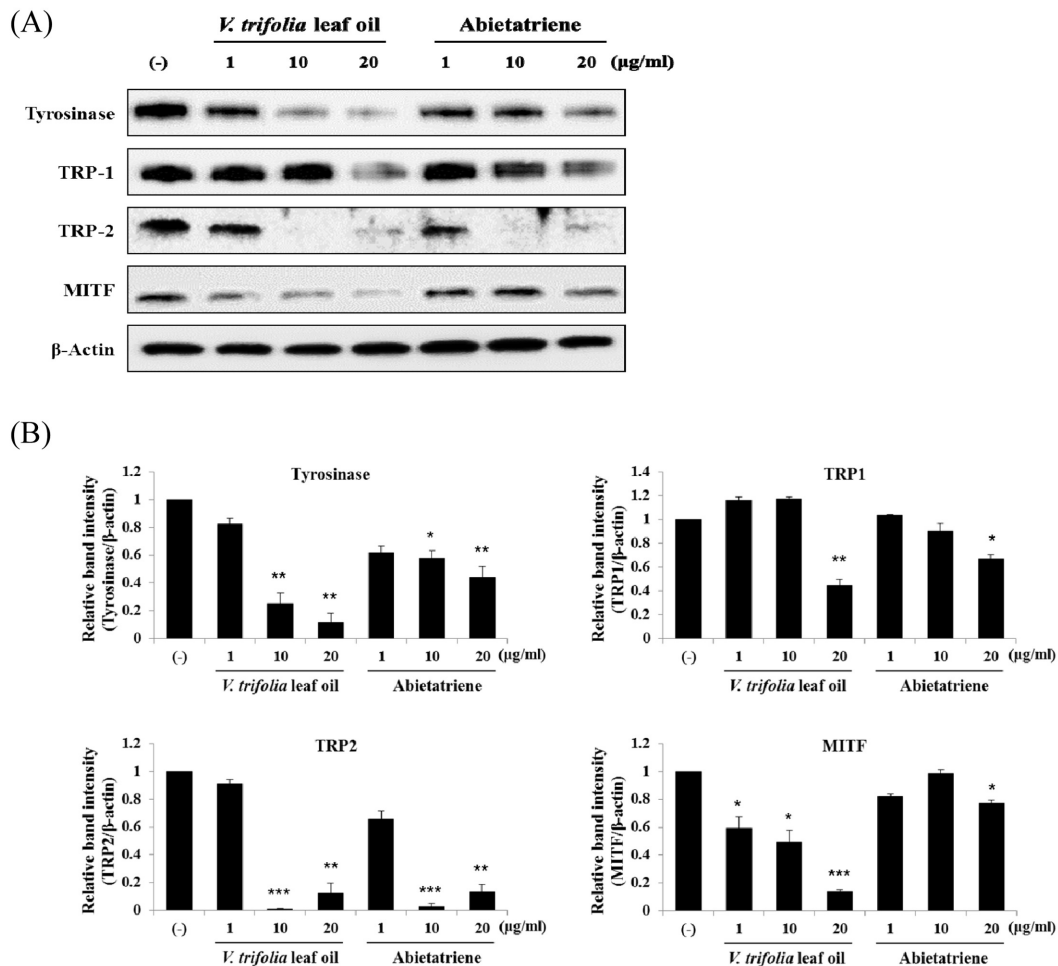 (A)
V. trifolia leaf oil Abietatriene
(-) 1 10 20 1 10 20 (µg/ml)
Tyrosinase
TRP-1
TRP-2
MITF
β-Actin
(B)
Tyrosinase
Relative band intensity
(Tyrosinase/β-actin)
1.2
1
0.8
0.6
0.4
0.2
0
** ** * **
(-) 1 10 20 1 10 20 (µg/ml)
V. trifolia leaf oil Abietatriene
TRP1
Relative band intensity
(TRP1/β-actin)
1.4
1.2
1
0.8
0.6
0.4
0.2
0
** *
(-) 1 10 20 1 10 20 (µg/ml)
V. trifolia leaf oil Abietatriene
TRP2
Relative band intensity
(TRP2/β-actin)
1.2
1
0.8
0.6
0.4
0.2
0
*** ** *** **
(-) 1 10 20 1 10 20 (µg/ml)
V. trifolia leaf oil Abietatriene
MITF
Relative band intensity
(MITF/β-actin)
1.2
1
0.8
0.6
0.4
0.2
0
* * *** *
(-) 1 10 20 1 10 20 (µg/ml)
V. trifolia leaf oil Abietatriene